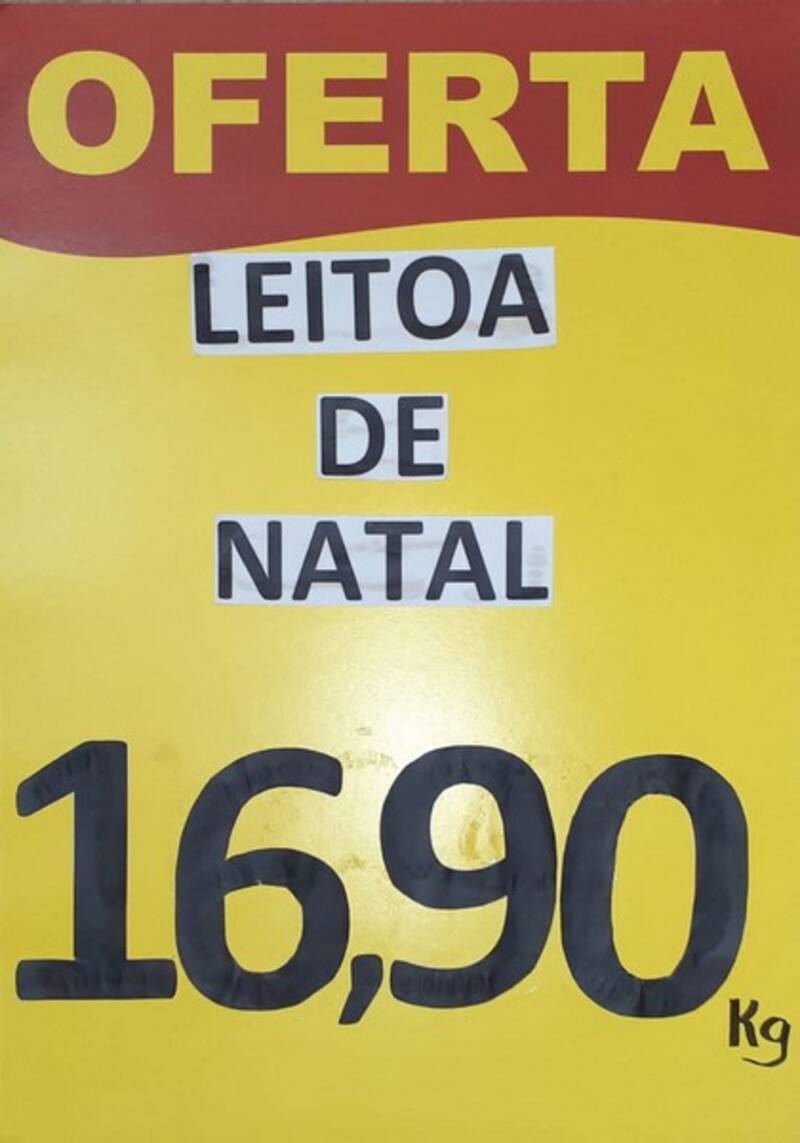 OFERTA
LEITOA
DE
NATAL
16,90
Kg